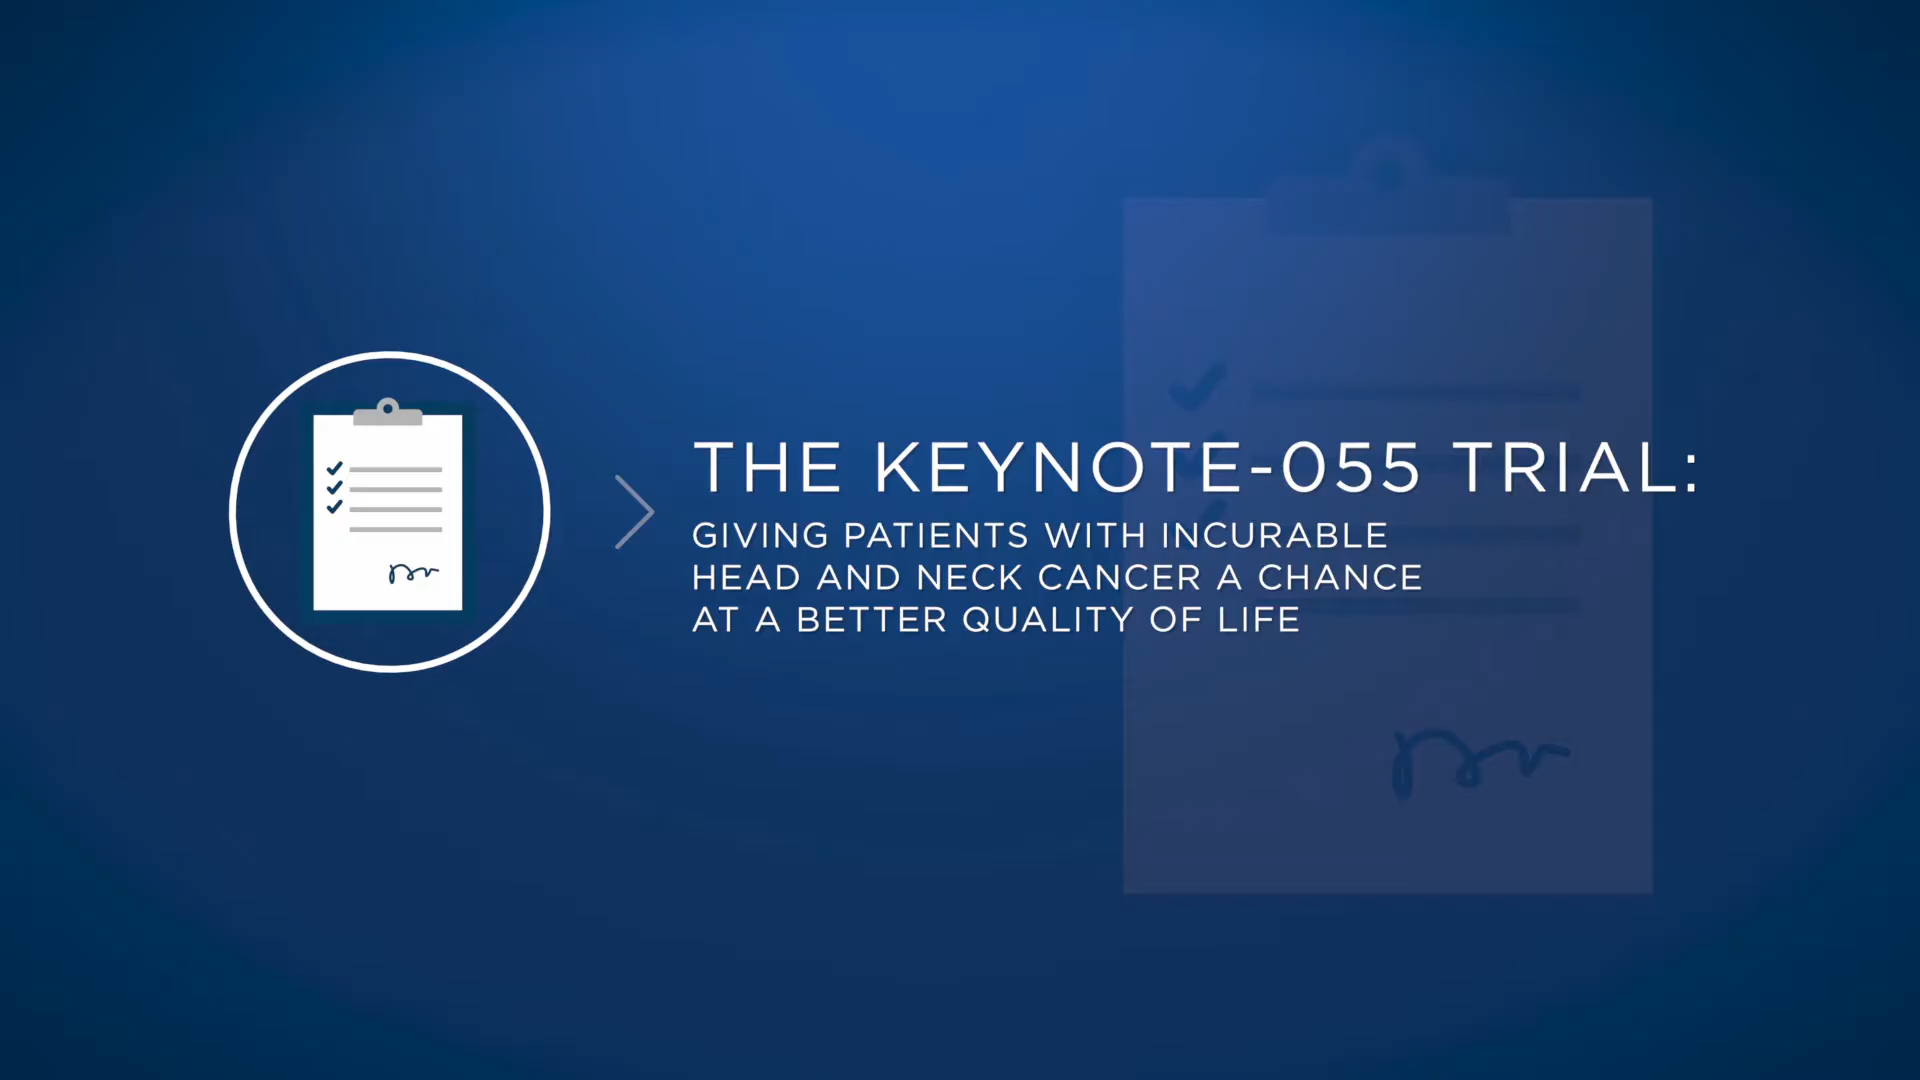 THE KEYNOTE-055 TRIAL:
GIVING PATIENTS WITH INCURABLE
HEAD AND NECK CANCER A CHANCE
AT A BETTER QUALITY OF LIFE